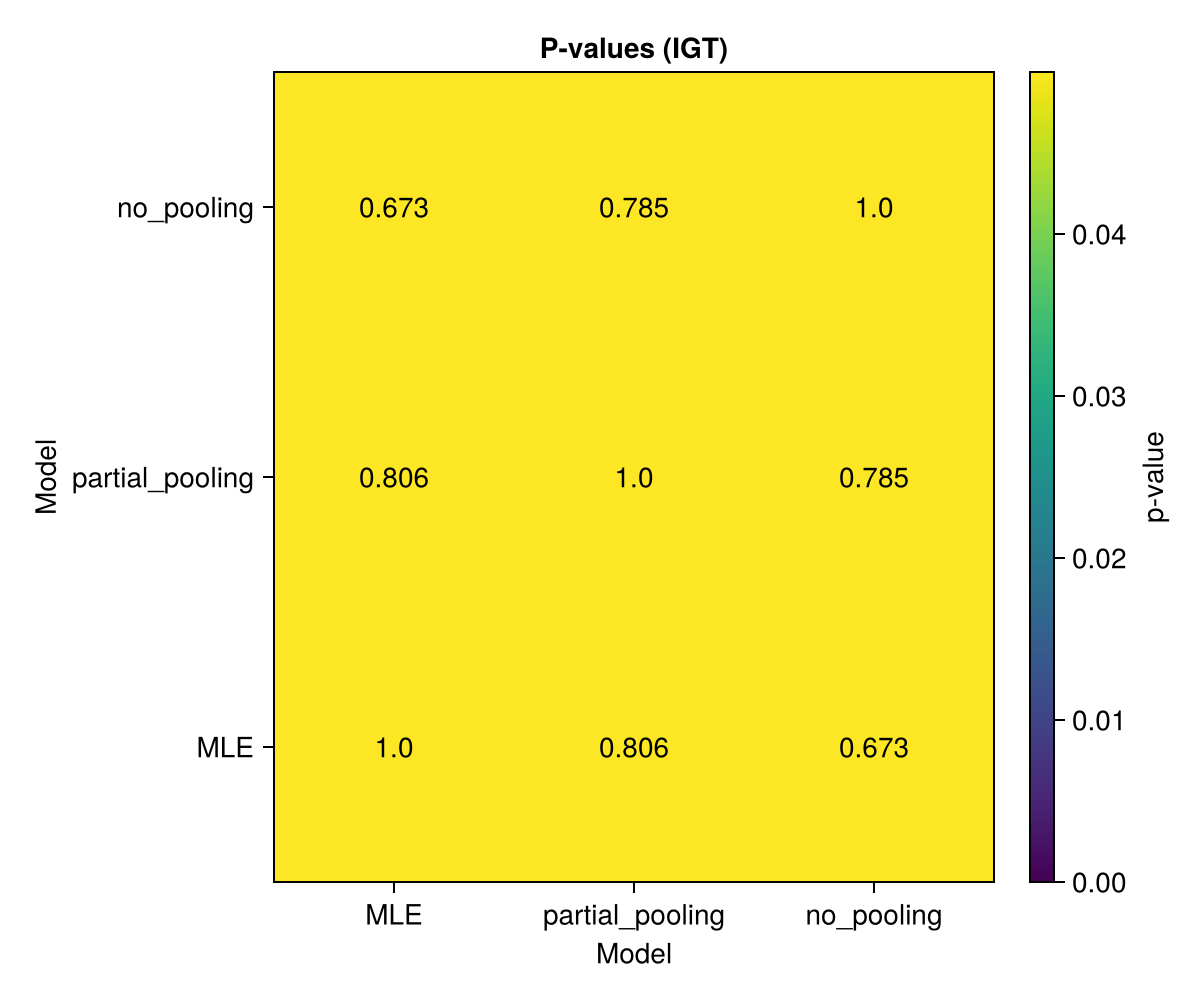 P-values (IGT)
no_pooling 0.673 0.785 1.0
partial_pooling 0.806 1.0 0.785
MLE 1.0 0.806 0.673
MLE partial_pooling no_pooling
Model
Model
0.04
0.03
0.02
0.01
0.00
p-value